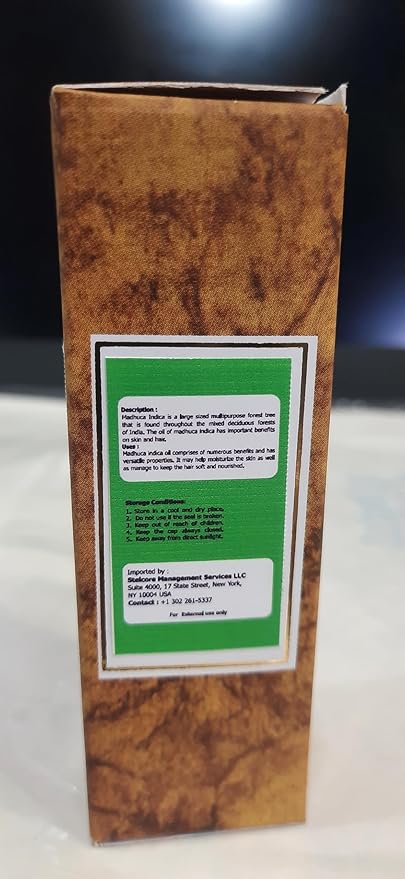 Description :
Madhuca Indica is a large sized multipurpose forest tree
that is found throughout the mixed deciduous forests
of India. The oil of madhuca indica has important benefits
on skin and hair.
Uses :
Madhuca indica oil comprises of numerous benefits and has
versatile properties. It may help moisturize the skin as well
as manage to keep the hair soft and nourished.
Storage Conditions:
1. Store in a cool and dry place.
2. Do not use if the seal is broken.
3. Keep out of reach of children.
4. Keep the cap always closed.
5. Keep away from direct sunlight.
Imported by :
Stelcore Management Services LLC
Suite 4000, 17 State Street, New York,
NY 10004 USA
Contact : +1 302 261-5337
For External use only